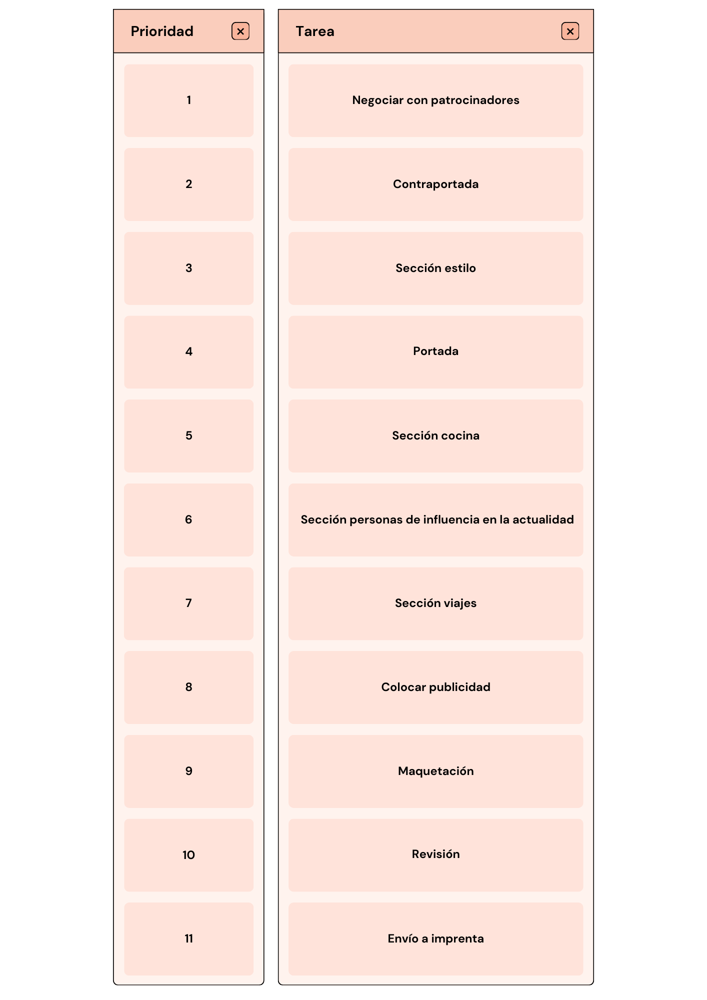 Prioridad
Tarea
1
Negociar con patrocinadores
2
Contraportada
3
Sección estilo
4
Portada
5
Sección cocina
6
Sección personas de influencia en la actualidad
7
Sección viajes
8
Colocar publicidad
9
Maquetación
10
Revisión
11
Envío a imprenta